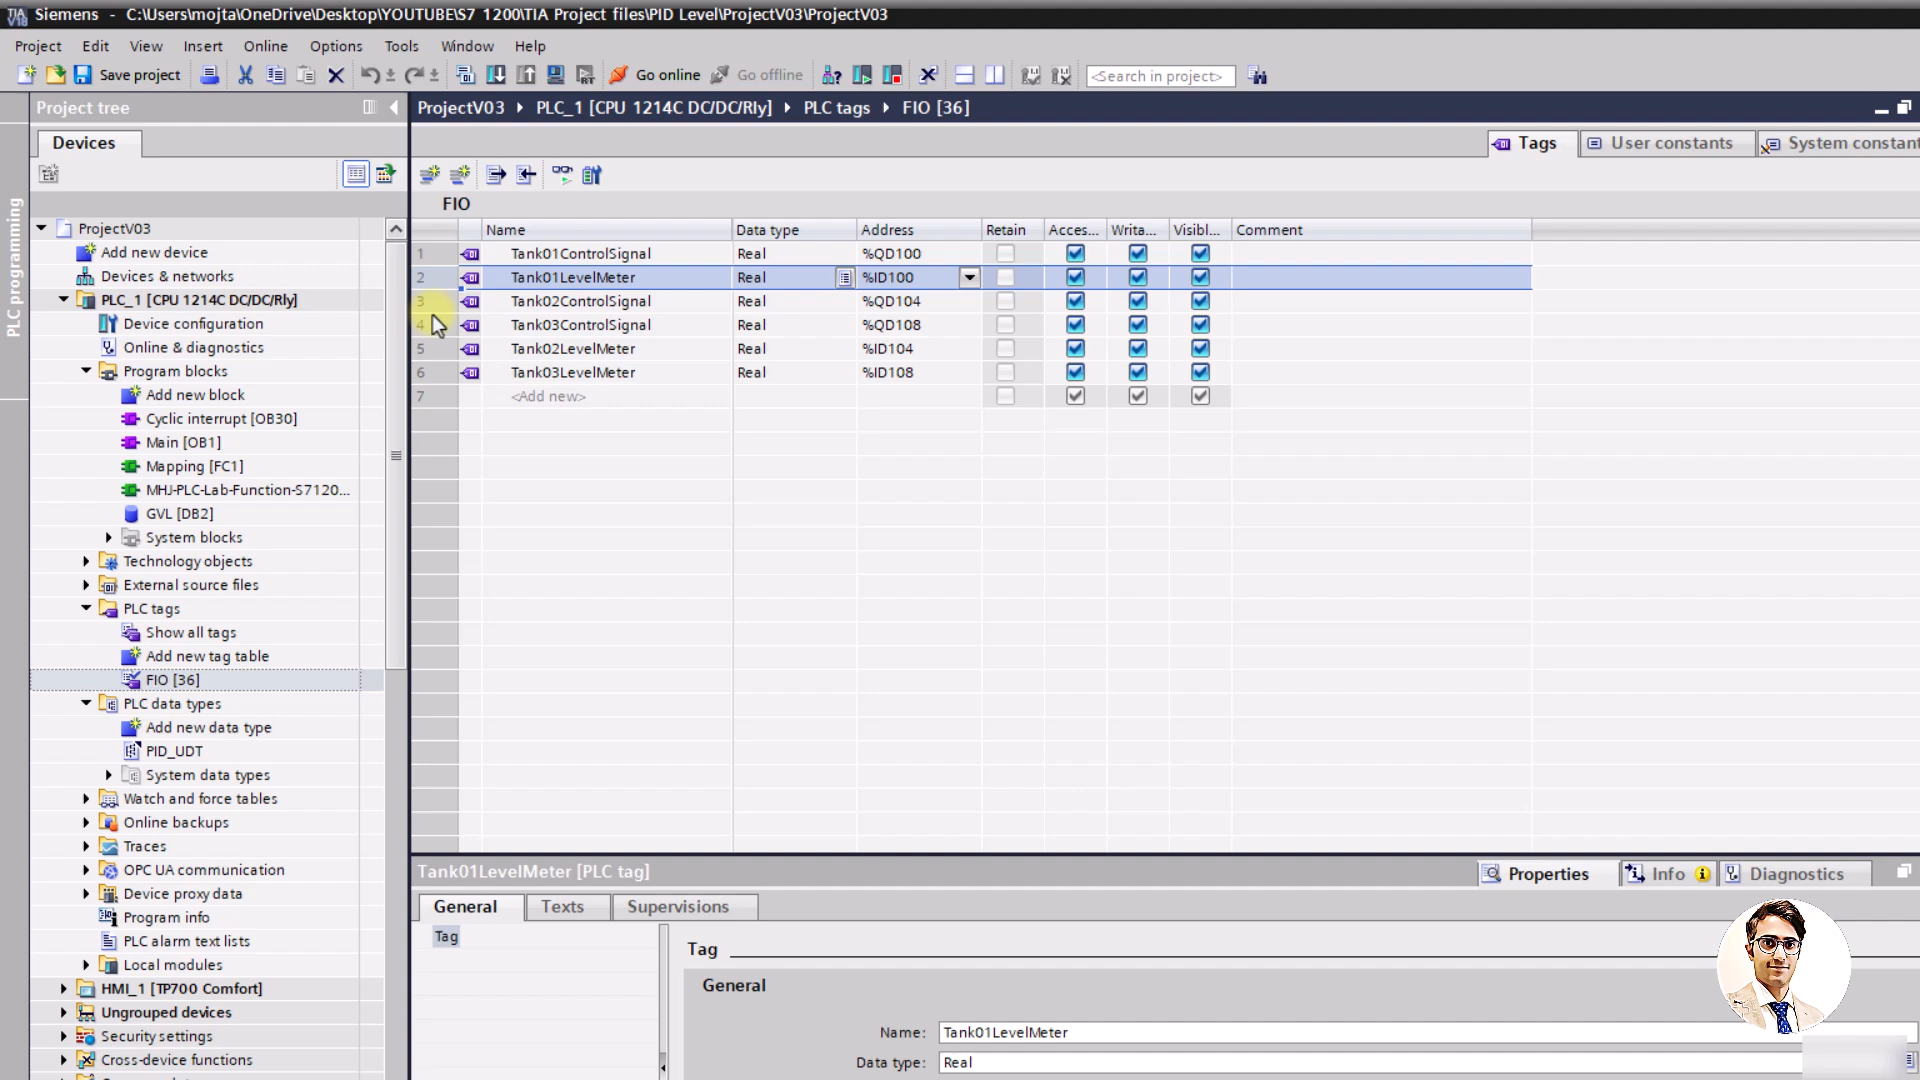 Siemens - C:\Users\mojta\OneDrive\Desktop\YOUTUBE\S7 1200\TIA Project files\PID Level\ProjectV03\ProjectV03
Project Edit View Insert Online Options Tools Window Help
Save project Go online Go offline <Search in project>
Project tree
ProjectV03 PLC_1 [CPU 1214C DC/DC/Rly] PLC tags FIO [36]
Devices
Tags User constants System constant
PLC programming
FIO
Name Data type Address Retain Acces... Writa... Visibl... Comment
1 Tank01ControlSignal Real %QD100
2 Tank01LevelMeter Real %ID100
3 Tank02ControlSignal Real %QD104
4 Tank03ControlSignal Real %QD108
5 Tank02LevelMeter Real %ID104
6 Tank03LevelMeter Real %ID108
7 <Add new>
ProjectV03
Add new device
Devices & networks
PLC_1 [CPU 1214C DC/DC/Rly]
Device configuration
Online & diagnostics
Program blocks
Add new block
Cyclic interrupt [OB30]
Main [OB1]
Mapping [FC1]
MHJ-PLC-Lab-Function-S7120...
GVL [DB2]
System blocks
Technology objects
External source files
PLC tags
Show all tags
Add new tag table
FIO [36]
PLC data types
Add new data type
PID_UDT
System data types
Watch and force tables
Online backups
Traces
OPC UA communication
Device proxy data
Program info
PLC alarm text lists
Local modules
HMI_1 [TP700 Comfort]
Ungrouped devices
Security settings
Cross-device functions
Tank01LevelMeter [PLC tag]
Properties Info Diagnostics
General Texts Supervisions
Tag
Tag
General
Name: Tank01LevelMeter
Data type: Real